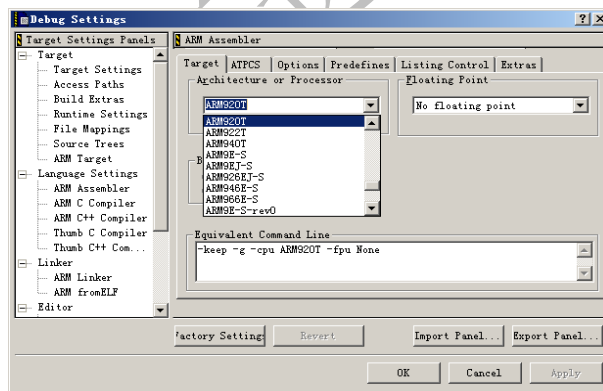 Debug Settings
Target Settings Panels
Target
Target Settings
Access Paths
Build Extras
Runtime Settings
File Mappings
Source Trees
ARM Target
Language Settings
ARM Assembler
ARM C Compiler
ARM C++ Compiler
Thumb C Compiler
Thumb C++ Com...
Linker
ARM Linker
ARM fromELF
Editor
ARM Assembler
Target ATPCS Options Predefines Listing Control Extras
Architecture or Processor
ARM920T
ARM920T
ARM922T
ARM940T
ARM9E-S
ARM9EJ-S
ARM926EJ-S
ARM946E-S
ARM966E-S
ARM9E-S-rev0
Floating Point
No floating point
B
Equivalent Command Line
-keep -g -cpu ARM920T -fpu None
Factory Settings Revert Import Panel... Export Panel...
OK Cancel Apply